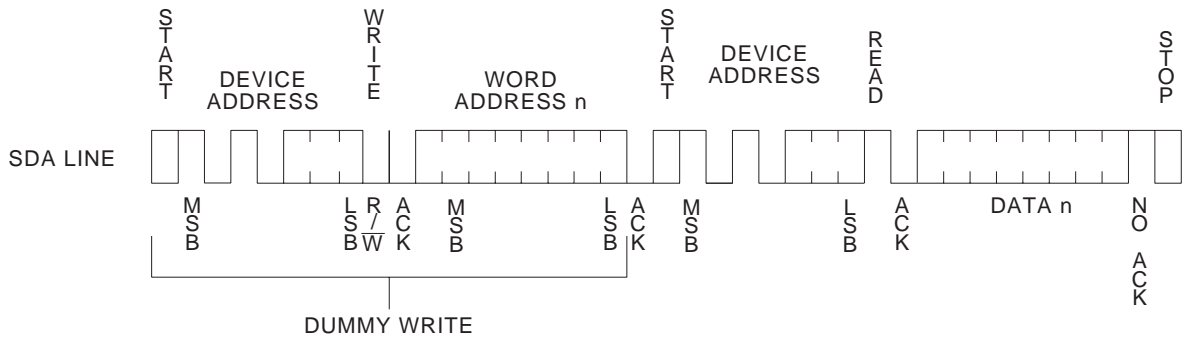 START
WRITE
START
READ
STOP
DEVICE
ADDRESS
WORD
ADDRESS n
DEVICE
ADDRESS
SDA LINE
MSB
LSB
R/W
ACK
MSB
LSB
ACK
MSB
LSB
ACK
DATA n
NO ACK
DUMMY WRITE